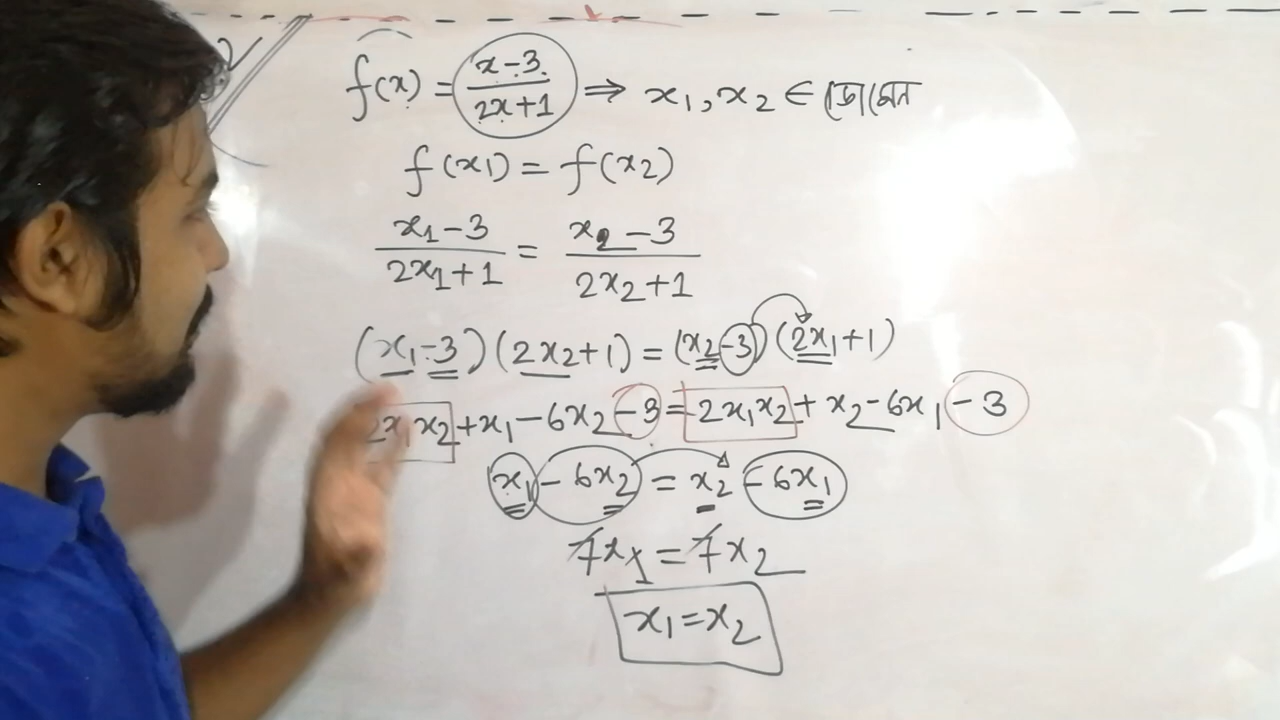 f(x) = x-3 / 2x+1 ⇒ x₁, x₂ ∈ ডোমেন
f(x₁) = f(x₂)
x₁-3 / 2x₁+1 = x₂-3 / 2x₂+1
(x₁-3)(2x₂+1) = (x₂-3)(2x₁+1)
2x₁x₂+x₁-6x₂-3 = 2x₁x₂+x₂-6x₁-3
x₁-6x₂ = x₂-6x₁
7x₁ = 7x₂
x₁=x₂